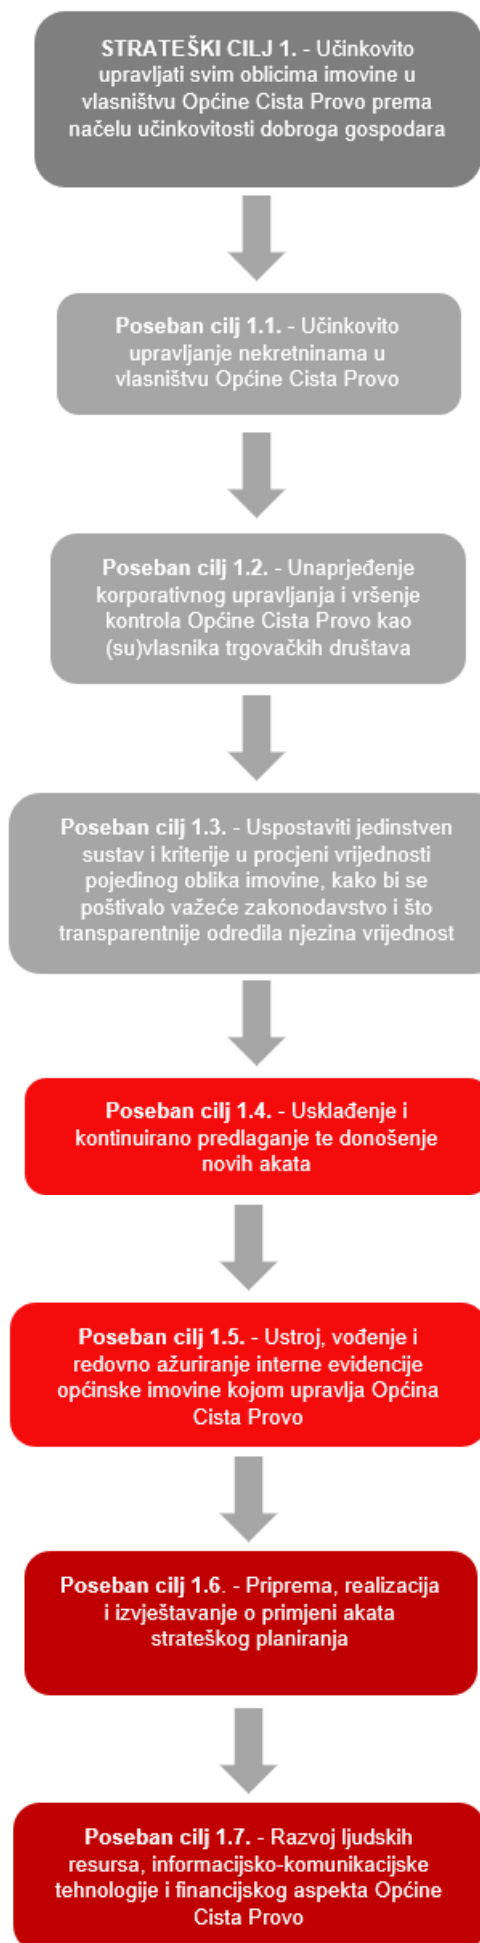 STRATEŠKI CILJ 1. - Učinkovito
upravljati svim oblicima imovine u
vlasništvu Općine Cista Provo prema
načelu učinkovitosti dobroga gospodara
Poseban cilj 1.1. - Učinkovito
upravljanje nekretninama u
vlasništvu Općine Cista Provo
Poseban cilj 1.2. - Unaprjeđenje
korporativnog upravljanja i vršenje
kontrola Općine Cista Provo kao
(su)vlasnika trgovačkih društava
Poseban cilj 1.3. - Uspostaviti jedinstven
sustav i kriterije u procjeni vrijednosti
pojedinog oblika imovine, kako bi se
poštivalo važeće zakonodavstvo i što
transparentnije odredila njezina vrijednost
Poseban cilj 1.4. - Usklađenje i
kontinuirano predlaganje te donošenje
novih akata
Poseban cilj 1.5. - Ustroj, vođenje i
redovno ažuriranje interne evidencije
općinske imovine kojom upravlja Općina
Cista Provo
Poseban cilj 1.6. - Priprema, realizacija
i izvještavanje o primjeni akata
strateškog planiranja
Poseban cilj 1.7. - Razvoj ljudskih
resursa, informacijsko-komunikacijske
tehnologije i financijskog aspekta Općine
Cista Provo